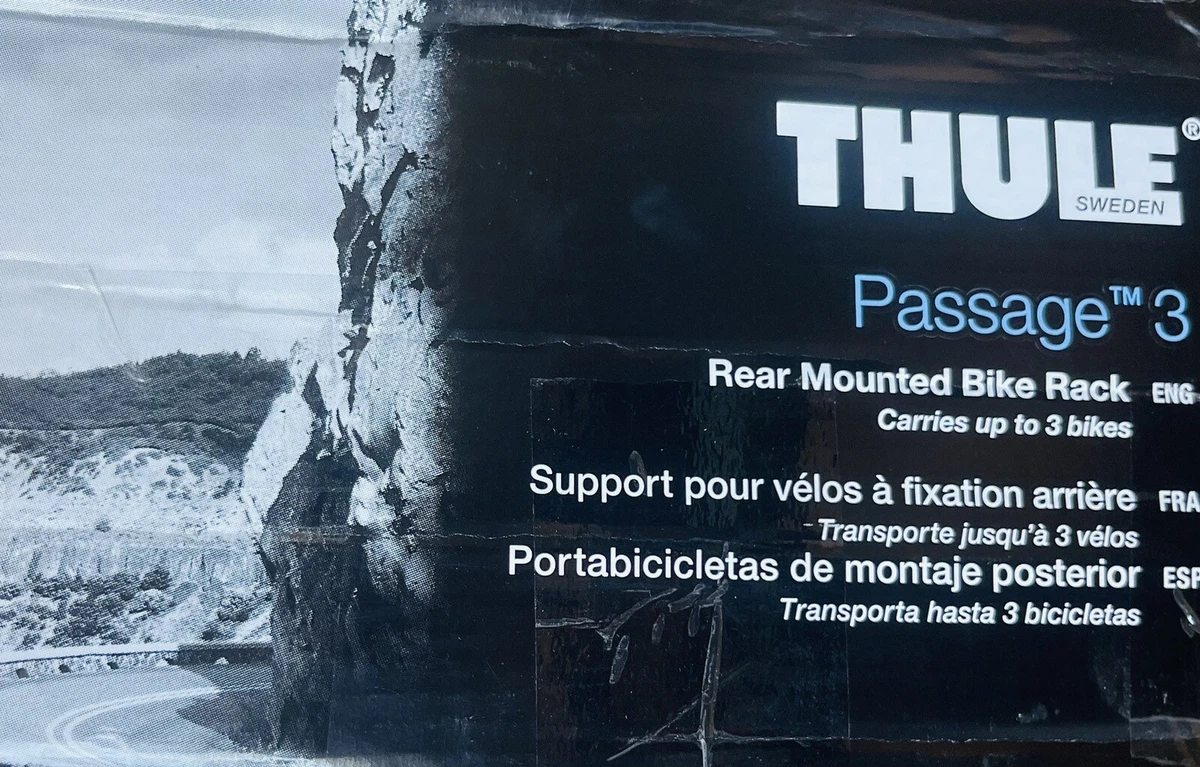 THULE®
SWEDEN
Passage™ 3
Rear Mounted Bike Rack ENG
Carries up to 3 bikes
Support pour vélos à fixation arrière FRA
Transporte jusqu'à 3 vélos
Portabicicletas de montaje posterior ESP
Transporta hasta 3 bicicletas